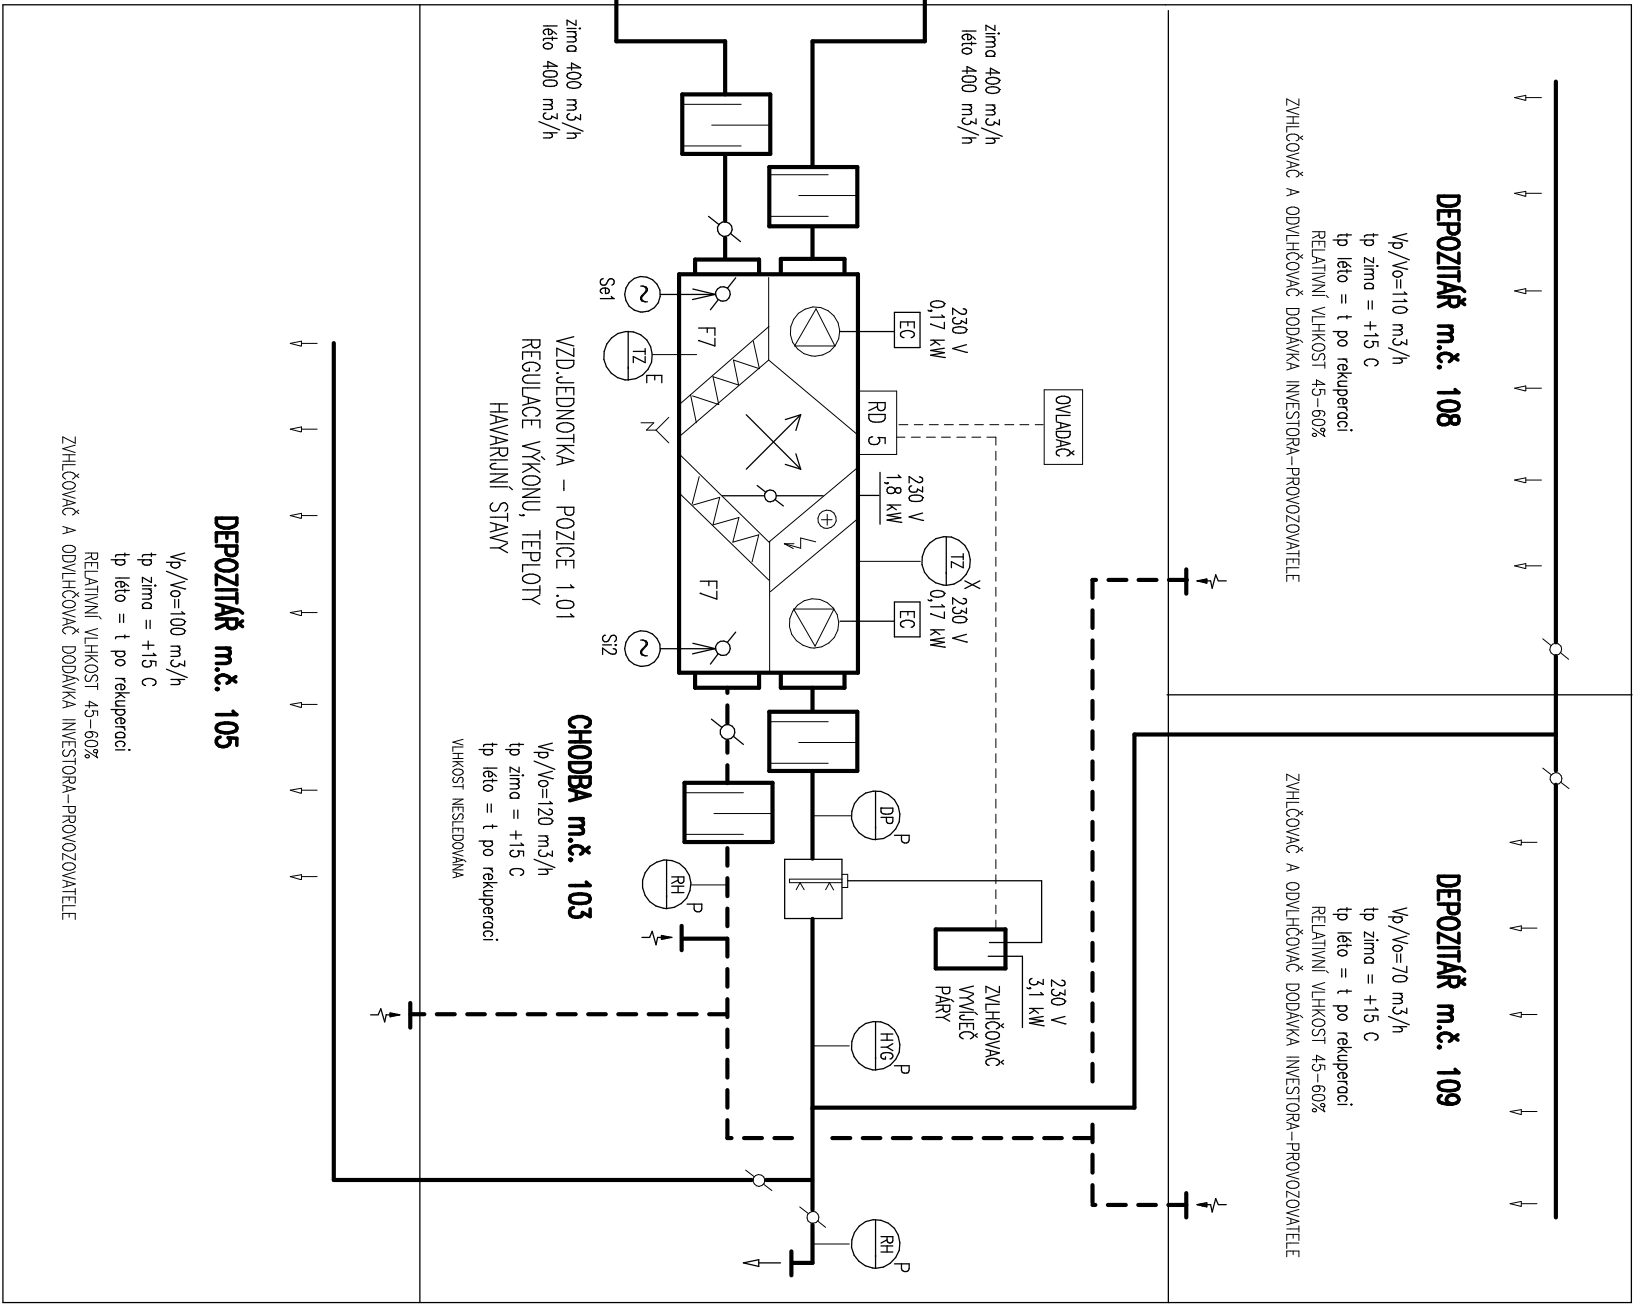 DEPOZITÁŘ m.č. 108
Vp/Vo=110 m3/h
tp zima = +15 C
tp léto = t po rekuperaci
RELATIVNÍ VLHKOST 45-60%
ZVHLČOVAČ A ODVLHČOVAČ DODÁVKA INVESTORA-PROVOZOVATELE
DEPOZITÁŘ m.č. 109
Vp/Vo=70 m3/h
tp zima = +15 C
tp léto = t po rekuperaci
RELATIVNÍ VLHKOST 45-60%
ZVHLČOVAČ A ODVLHČOVAČ DODÁVKA INVESTORA-PROVOZOVATELE
zima 400 m3/h
léto 400 m3/h
OVLADAČ
230 V
0,17 kW
EC
RD 5
230 V
1,8 kW
TZ
X
230 V
0,17 kW
EC
230 V
3,1 kW
ZVLHČOVAČ
VYVÍJEČ
PÁRY
DP
P
HYG
P
RH
P
F7
F7
zima 400 m3/h
léto 400 m3/h
Se1
~
TZ
E
Si2
~
RH
P
VZD.JEDNOTKA - POZICE 1.01
REGULACE VÝKONU, TEPLOTY
HAVARIJNÍ STAVY
CHODBA m.č. 103
Vp/Vo=120 m3/h
tp zima = +15 C
tp léto = t po rekuperaci
VLHKOST NESLEDOVÁNA
DEPOZITÁŘ m.č. 105
Vp/Vo=100 m3/h
tp zima = +15 C
tp léto = t po rekuperaci
RELATIVNÍ VLHKOST 45-60%
ZVHLČOVAČ A ODVLHČOVAČ DODÁVKA INVESTORA-PROVOZOVATELE